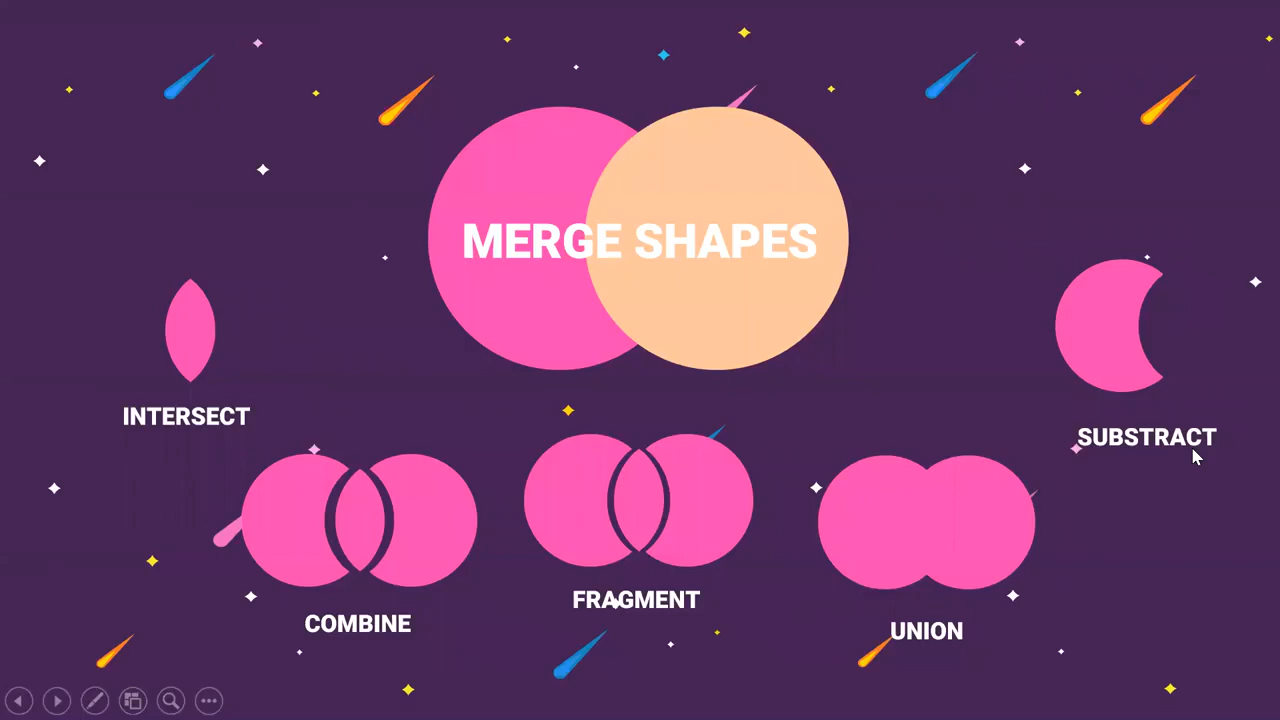 MERGE SHAPES
INTERSECT
SUBSTRACT
COMBINE
FRAGMENT
UNION